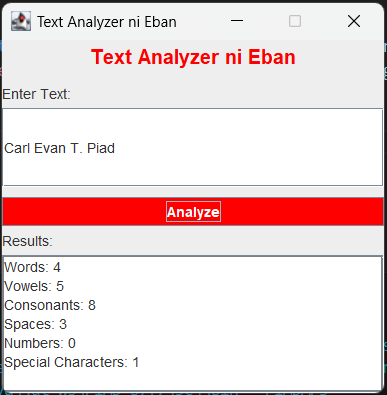 Text Analyzer ni Eban
Text Analyzer ni Eban
Enter Text:
Carl Evan T. Piad
Analyze
Results:
Words: 4
Vowels: 5
Consonants: 8
Spaces: 3
Numbers: 0
Special Characters: 1